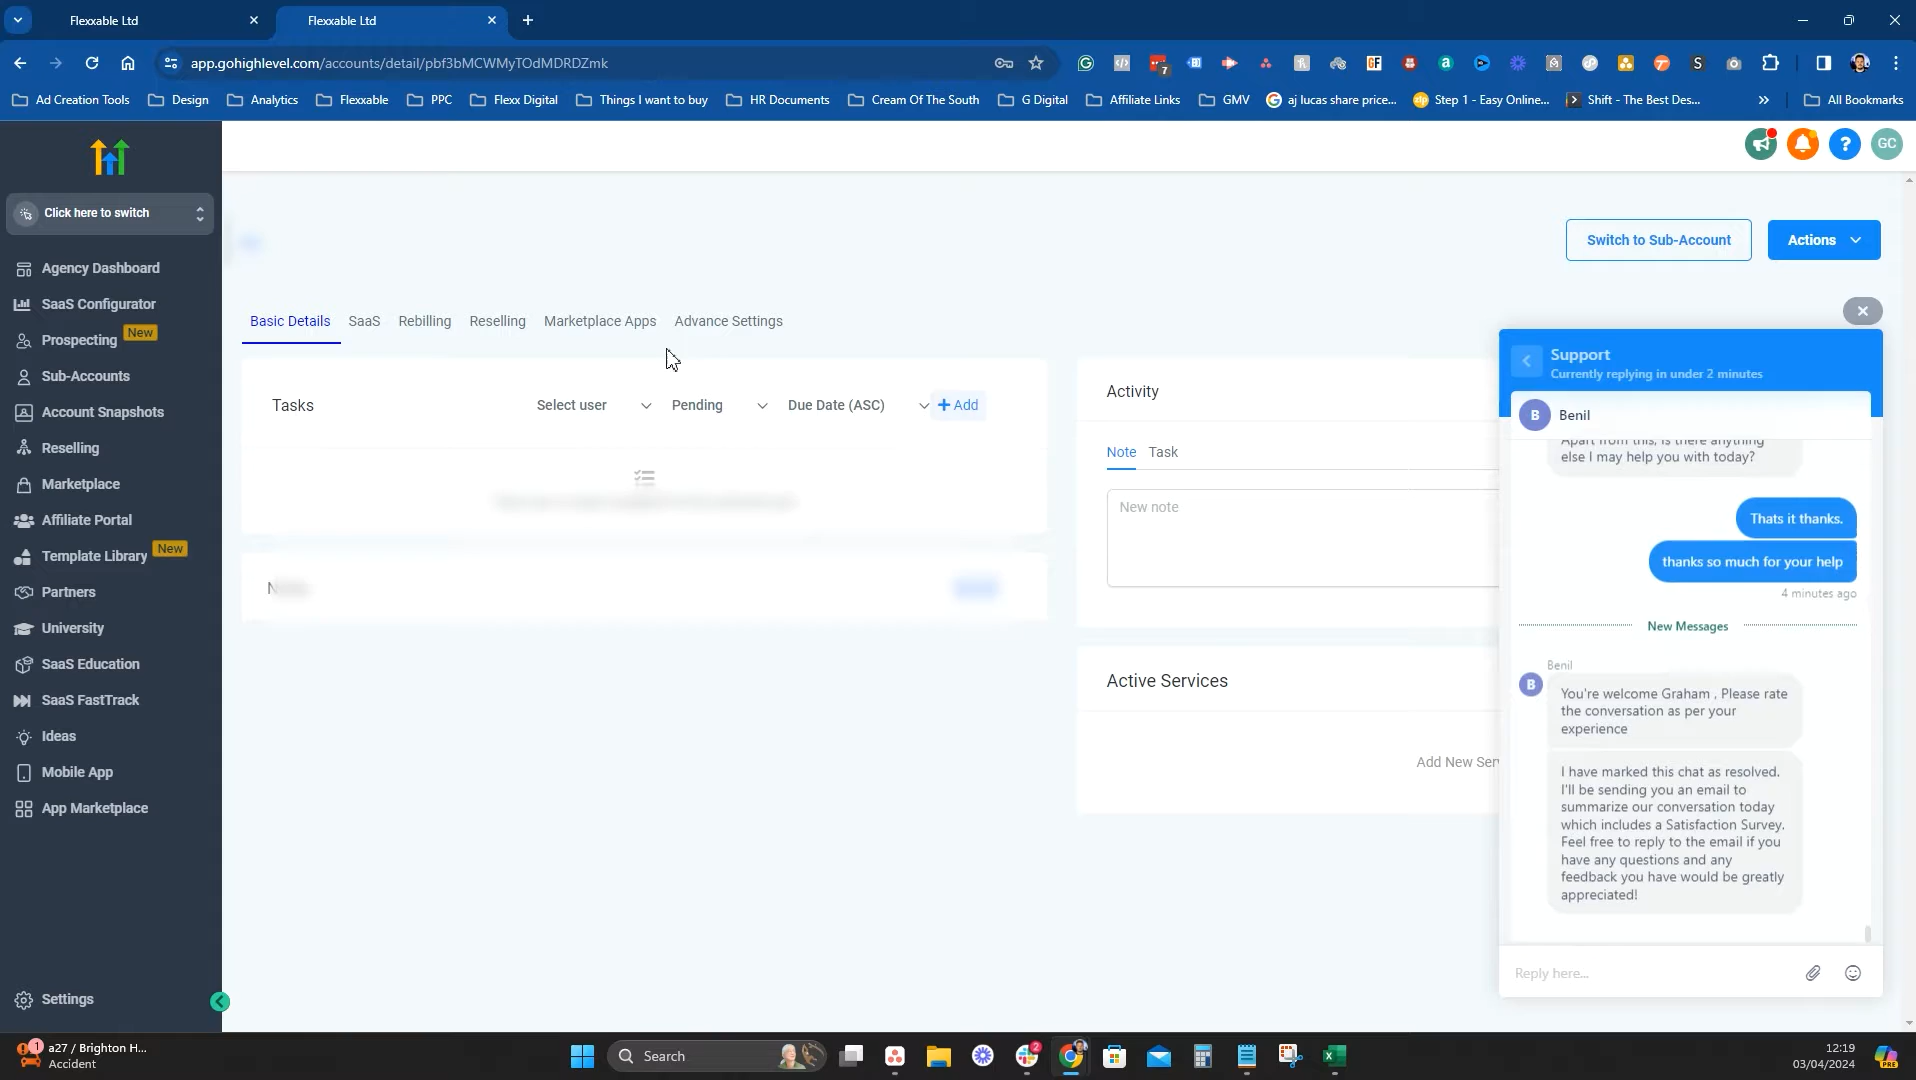 Flexxable Ltd
Flexxable Ltd
app.gohighlevel.com/accounts/detail/pbf3bMCWMyTOdMDRDZmk
7
Ad Creation Tools
Design
Analytics
Flexxable
PPC
Flexx Digital
Things I want to buy
HR Documents
Cream Of The South
G Digital
Affiliate Links
GMV
aj lucas share price...
Step 1 - Easy Online...
Shift - The Best Des...
All Bookmarks
GC
Click here to switch
Switch to Sub-Account
Actions
Agency Dashboard
SaaS Configurator
Prospecting New
Sub-Accounts
Account Snapshots
Reselling
Marketplace
Affiliate Portal
Template Library New
Partners
University
SaaS Education
SaaS FastTrack
Ideas
Mobile App
App Marketplace
Settings
Basic Details SaaS Rebilling Reselling Marketplace Apps Advance Settings
Tasks Select user Pending Due Date (ASC) + Add
Activity
Note Task
New note
Active Services
Add New Serv
Support
Currently replying in under 2 minutes
B Benil
Apart from this, is there anything
else I may help you with today?
Thats it thanks.
thanks so much for your help
4 minutes ago
New Messages
Benil
B
You're welcome Graham . Please rate
the conversation as per your
experience
I have marked this chat as resolved.
I'll be sending you an email to
summarize our conversation today
which includes a Satisfaction Survey.
Feel free to reply to the email if you
have any questions and any
feedback you have would be greatly
appreciated!
Reply here...
1
a27 / Brighton H...
Accident
Search
2
12:19
03/04/2024
PRE